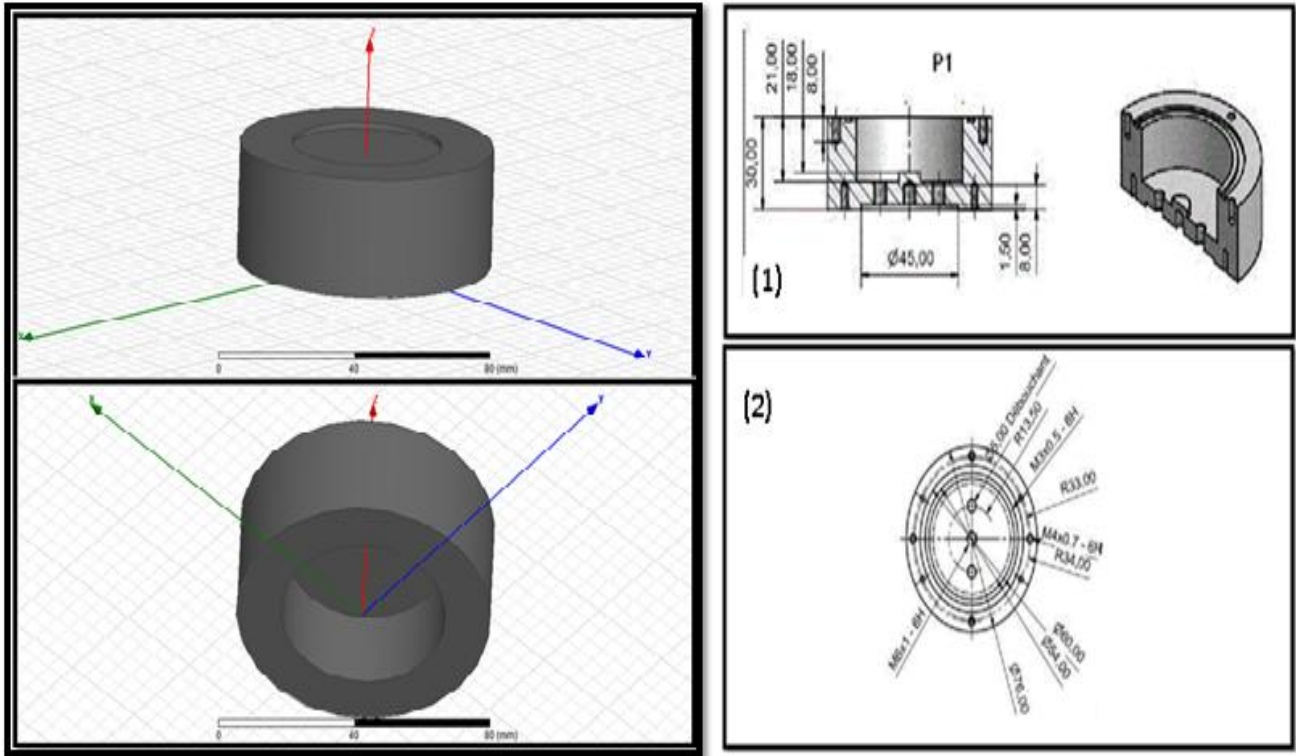 Z
X
Y
0
40
80 (mm)
X
Y
Z
0
40
80 (mm)
P1
21,00
18,00
8,00
30,00
Ø45,00
1,50
8,00
(1)
(2)
Débouchant
R13,50
M3x0.5 - 6H
R33,00
M4x0.7 - 6H
R34,00
Ø60,00
Ø54,00
Ø76,00
M6x1 - 6H